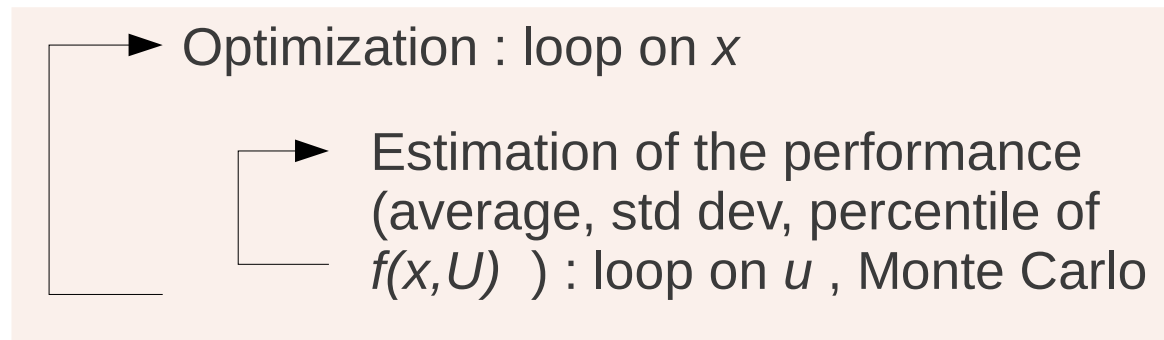 Optimization : loop on x
Estimation of the performance
(average, std dev, percentile of
f(x,U) ) : loop on u , Monte Carlo